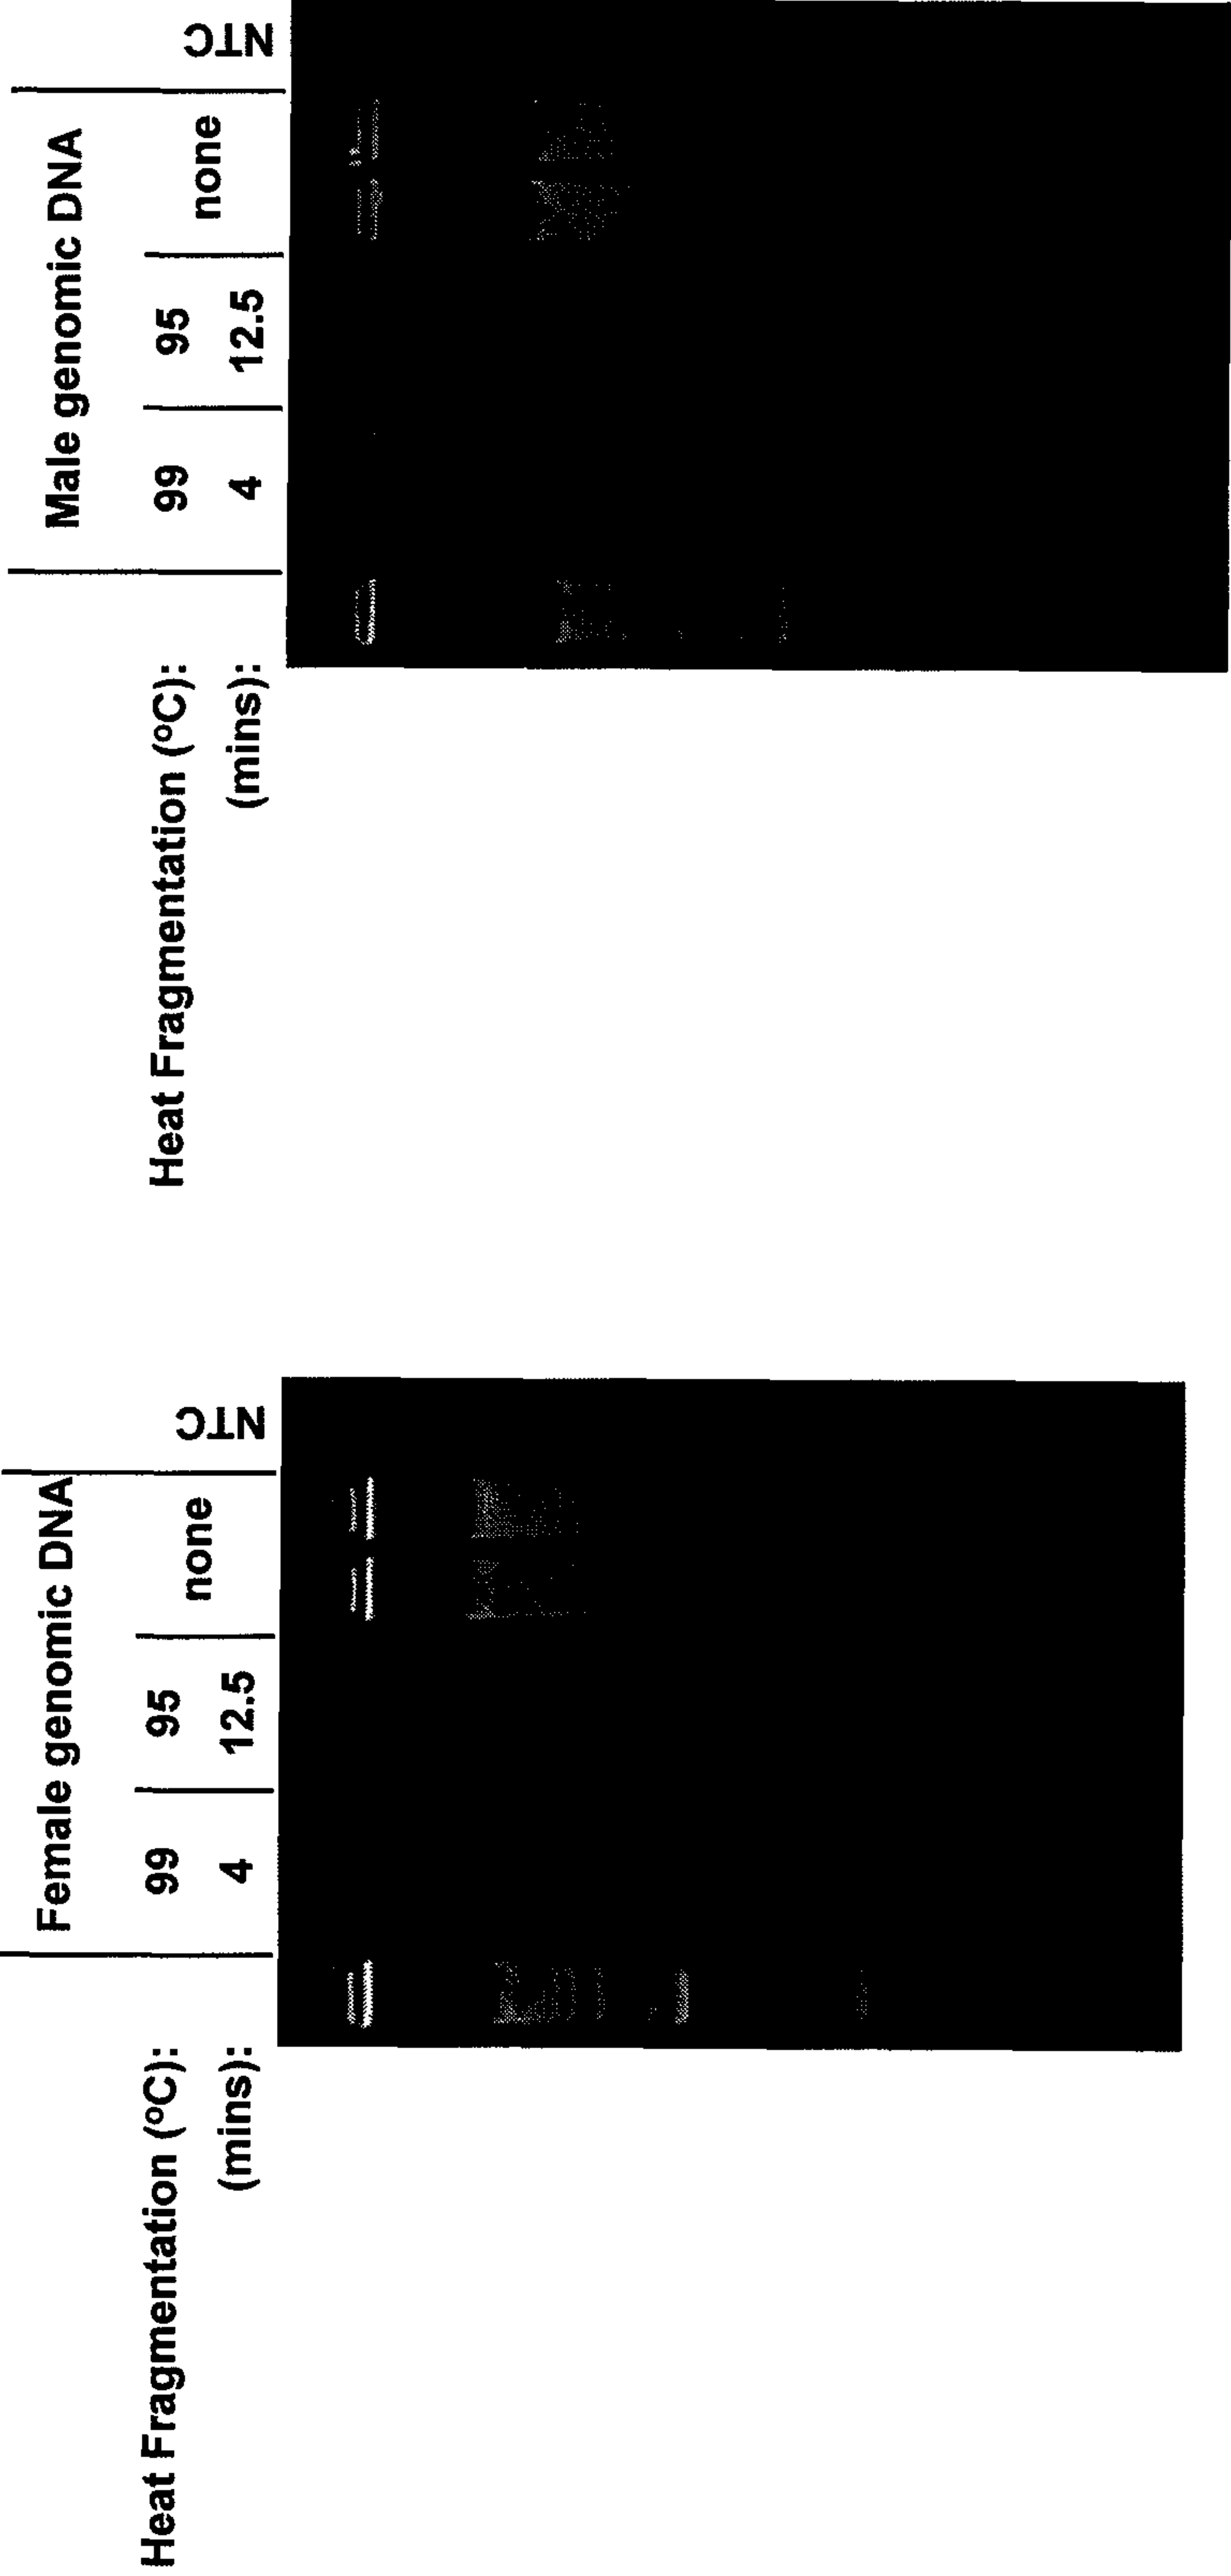 Female genomic DNA
Heat Fragmentation (°C): 99 95 none NTC
(mins): 4 12.5
Male genomic DNA
Heat Fragmentation (°C): 99 95 none NTC
(mins): 4 12.5